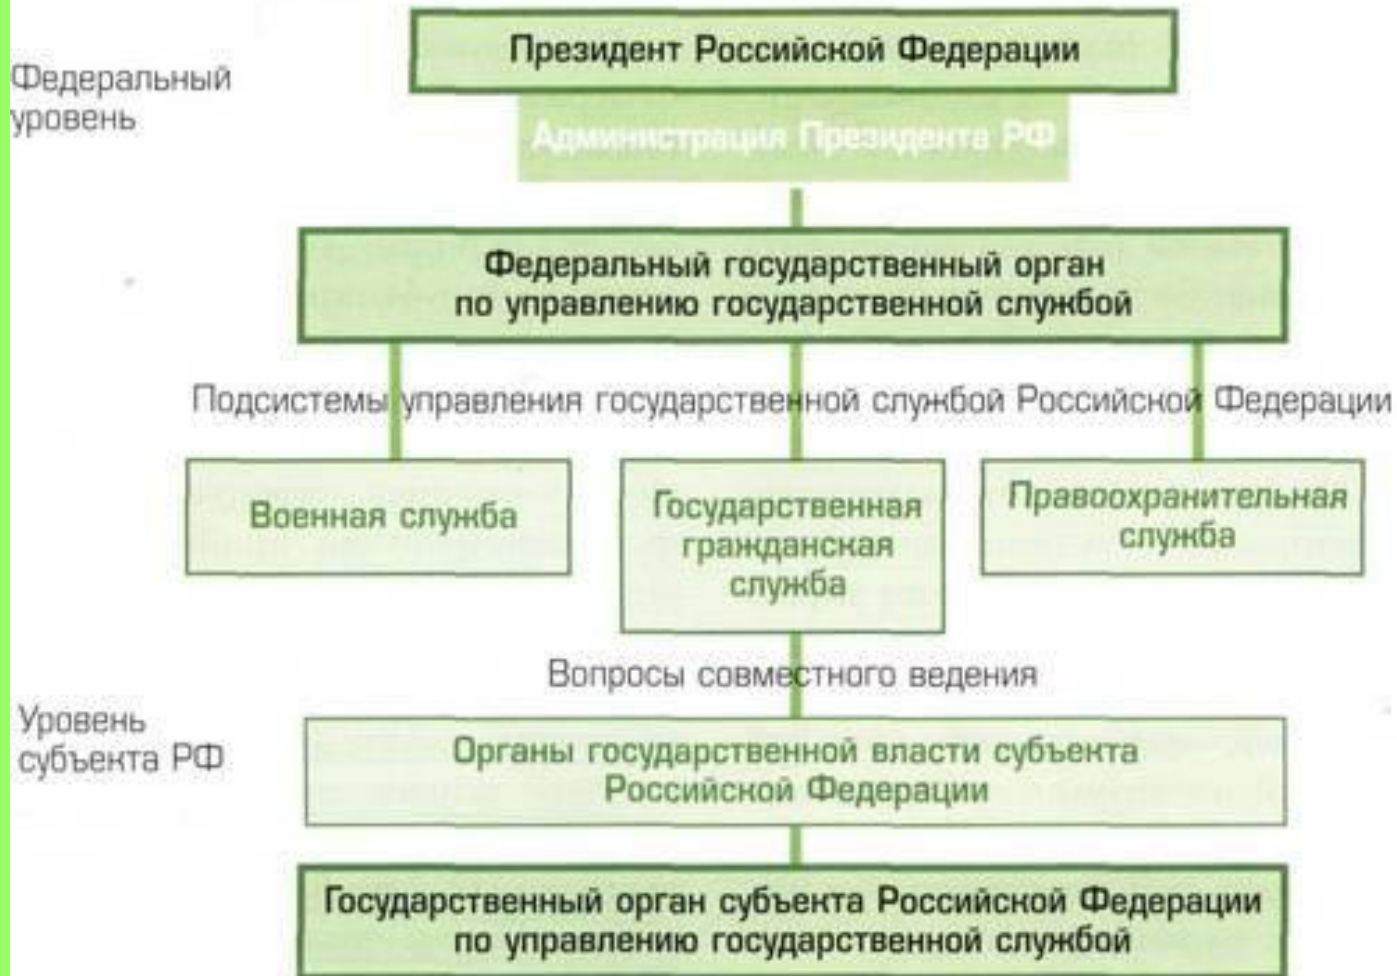 Президент Российской Федерации
Федеральный
уровень
Администрация Президента РФ
Федеральный государственный орган
по управлению государственной службой
Подсистемы управления государственной службой Российской Федерации
Военная служба
Государственная
гражданская
служба
Правоохранительная
служба
Вопросы совместного ведения
Уровень
субъекта РФ
Органы государственной власти субъекта
Российской Федерации
Государственный орган субъекта Российской Федерации
по управлению государственной службой